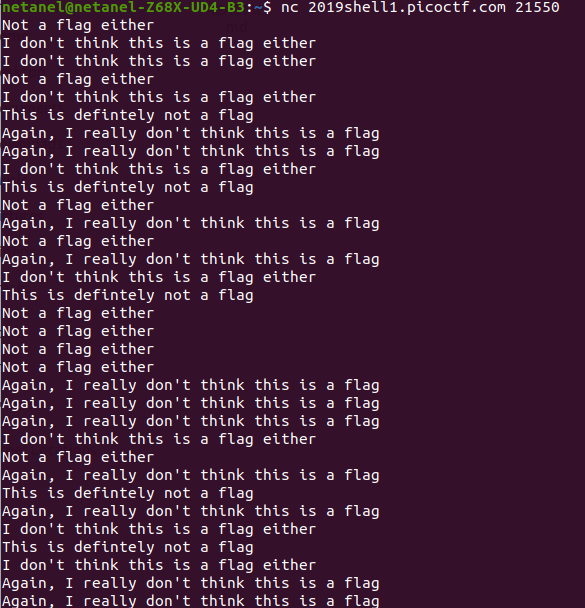 netanel@netanel-Z68X-UD4-B3:~$ nc 2019shell1.picoctf.com 21550
Not a flag either
I don't think this is a flag either
I don't think this is a flag either
Not a flag either
I don't think this is a flag either
This is defintely not a flag
Again, I really don't think this is a flag
Again, I really don't think this is a flag
I don't think this is a flag either
This is defintely not a flag
Not a flag either
Again, I really don't think this is a flag
Not a flag either
Again, I really don't think this is a flag
I don't think this is a flag either
This is defintely not a flag
Not a flag either
Not a flag either
Not a flag either
Not a flag either
Again, I really don't think this is a flag
Again, I really don't think this is a flag
Again, I really don't think this is a flag
I don't think this is a flag either
Not a flag either
Again, I really don't think this is a flag
This is defintely not a flag
Again, I really don't think this is a flag
I don't think this is a flag either
This is defintely not a flag
I don't think this is a flag either
Again, I really don't think this is a flag
Again, I really don't think this is a flag